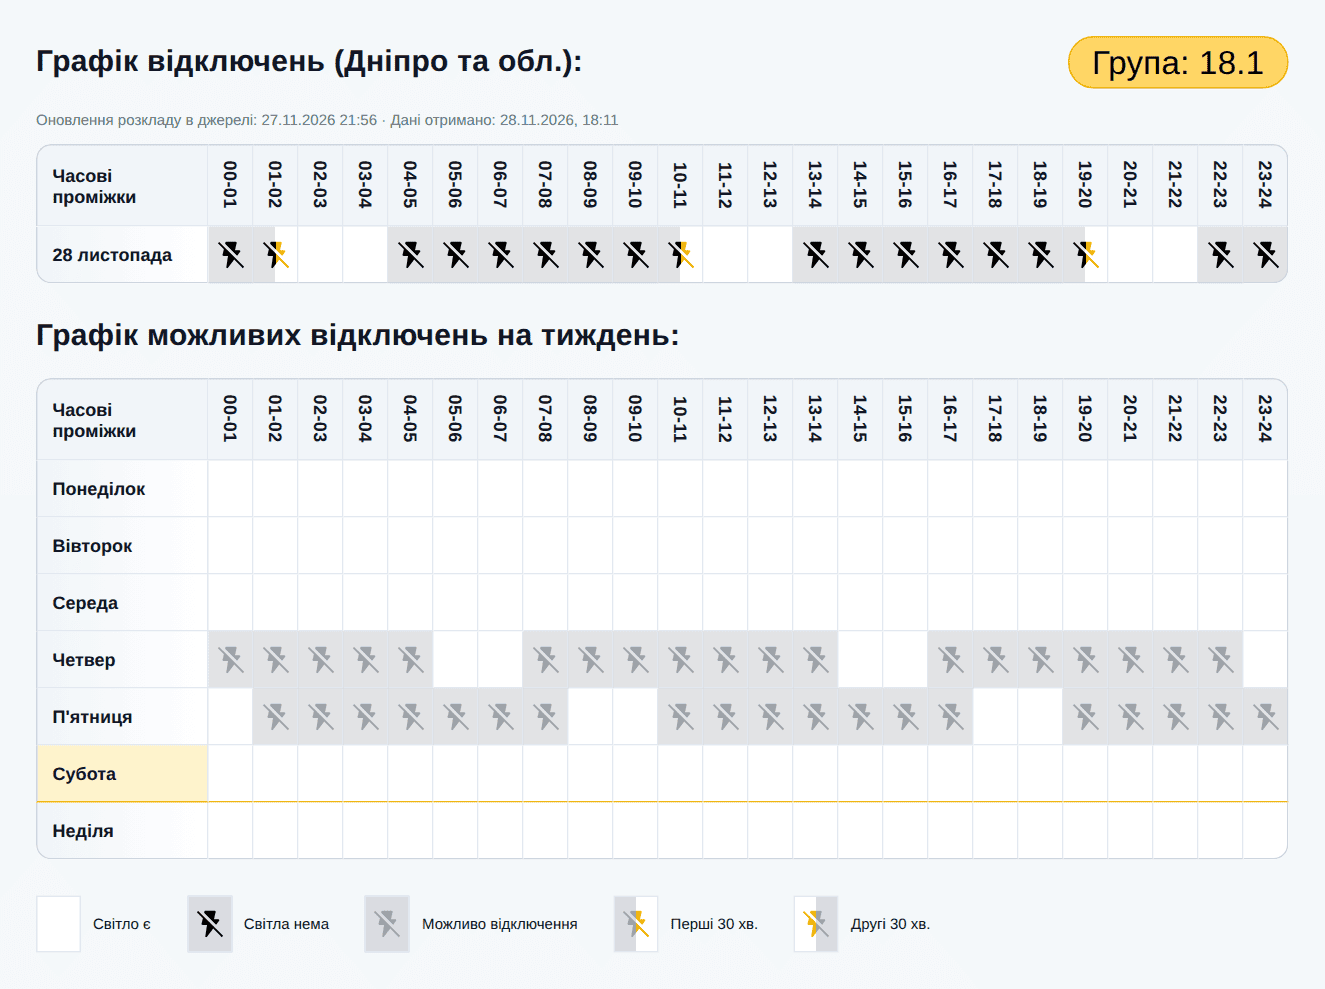 Графік відключень (Дніпро та обл.):
Група: 18.1
Оновлення розкладу в джерелі: 27.11.2026 21:56 · Дані отримано: 28.11.2026, 18:11
Часові проміжки 00-01 01-02 02-03 03-04 04-05 05-06 06-07 07-08 08-09 09-10 10-11 11-12 12-13 13-14 14-15 15-16 16-17 17-18 18-19 19-20 20-21 21-22 22-23 23-24
28 листопада
Графік можливих відключень на тиждень:
Часові проміжки 00-01 01-02 02-03 03-04 04-05 05-06 06-07 07-08 08-09 09-10 10-11 11-12 12-13 13-14 14-15 15-16 16-17 17-18 18-19 19-20 20-21 21-22 22-23 23-24
Понеділок
Вівторок
Середа
Четвер
П'ятниця
Субота
Неділя
Світло є
Світла нема
Можливо відключення
Перші 30 хв.
Другі 30 хв.